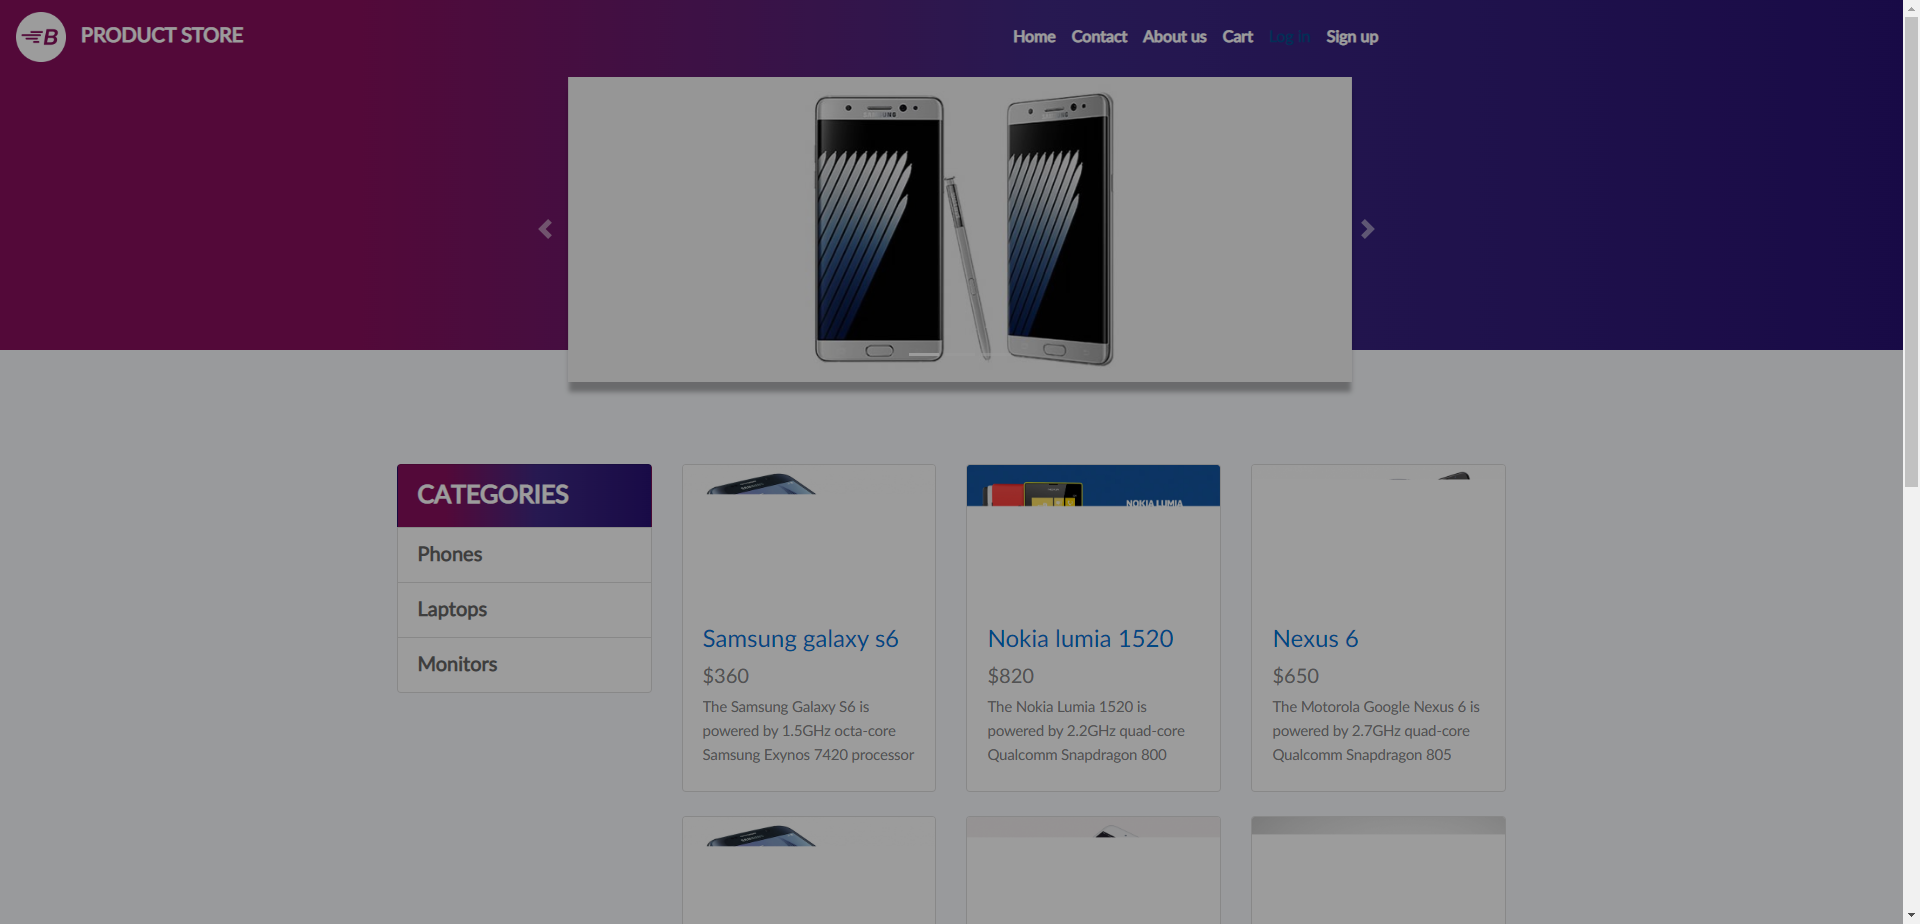 B PRODUCT STORE
Home Contact About us Cart Log in Sign up
SAMSUNG
CATEGORIES
Phones
Laptops
Monitors
NOKIA LUMIA
Samsung galaxy s6
$360
The Samsung Galaxy S6 is
powered by 1.5GHz octa-core
Samsung Exynos 7420 processor
Nokia lumia 1520
$820
The Nokia Lumia 1520 is
powered by 2.2GHz quad-core
Qualcomm Snapdragon 800
Nexus 6
$650
The Motorola Google Nexus 6 is
powered by 2.7GHz quad-core
Qualcomm Snapdragon 805